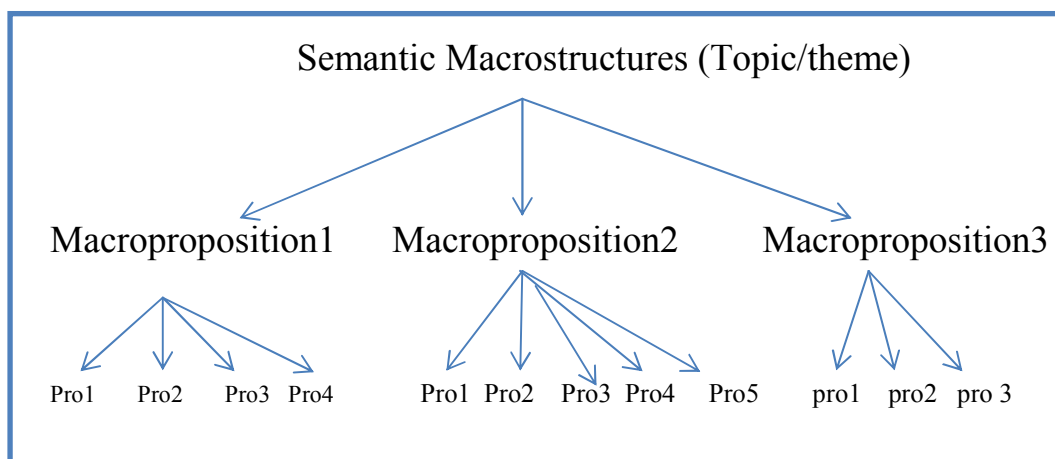 Semantic Macrostructures (Topic/theme)
Macroproposition1 Macroproposition2 Macroproposition3
Pro1 Pro2 Pro3 Pro4 Pro1 Pro2 Pro3 Pro4 Pro5 pro1 pro2 pro 3